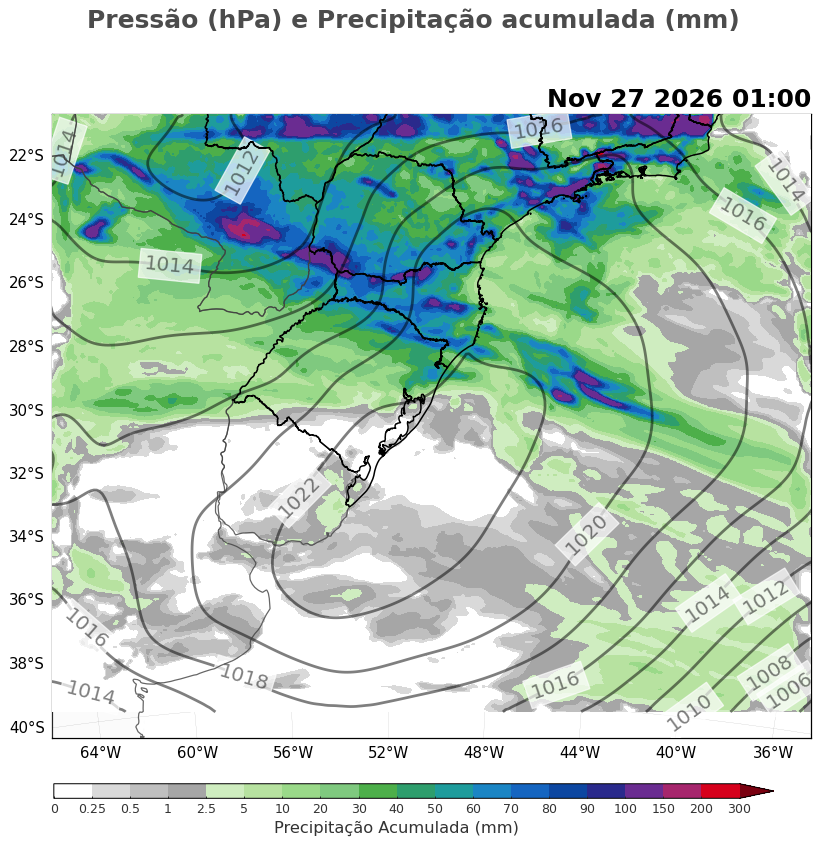 Pressão (hPa) e Precipitação acumulada (mm)
Nov 27 2026 01:00
1016
1014
1012
1014
1016
1014
22°S
24°S
26°S
28°S
30°S
32°S
34°S
36°S
38°S
40°S
1022
1020
1016
1014
1012
1018
1014
1016
1008
1006
1010
64°W 60°W 56°W 52°W 48°W 44°W 40°W 36°W
0 0.25 0.5 1 2.5 5 10 20 30 40 50 60 70 80 90 100 150 200 300
Precipitação Acumulada (mm)